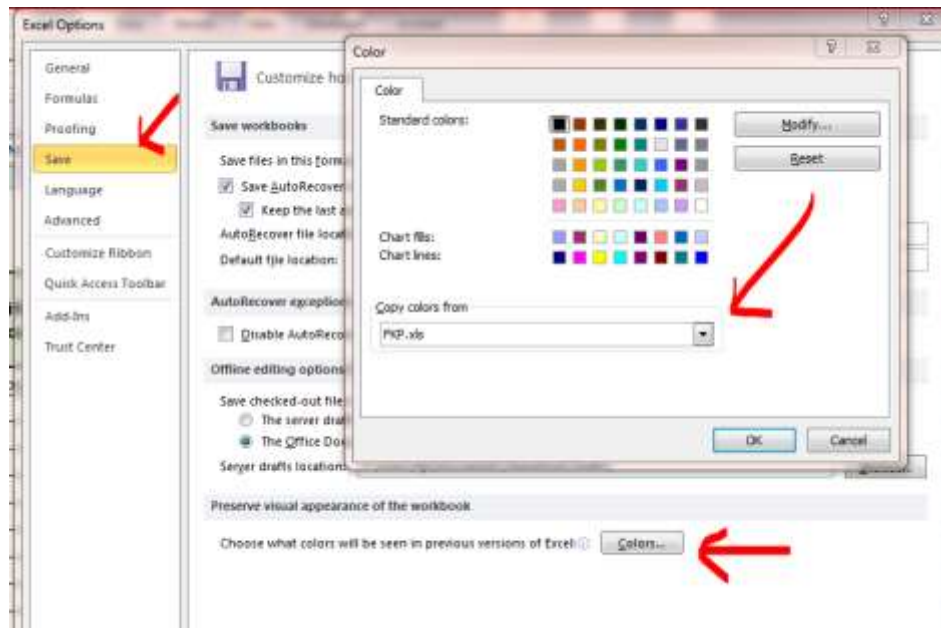 Excel Options
General
Formulas
Proofing
Save
Language
Advanced
Customize Ribbon
Quick Access Toolbar
Add-Ins
Trust Center
Customize ho
Save workbooks
Save files in this form
Save AutoRecover
Keep the last a
AutoRecover file locat
Default file location:
AutoRecover exception
Disable AutoReco
Offline editing options
Save checked-out file
The server draf
The Office Do
Server drafts location:
Preserve visual appearance of the workbook
Choose what colors will be seen in previous versions of Excel:
Colors...
Color
Color
Standard colors:
Modify...
Reset
Chart fills:
Chart lines:
Copy colors from
PKP.xls
OK
Cancel